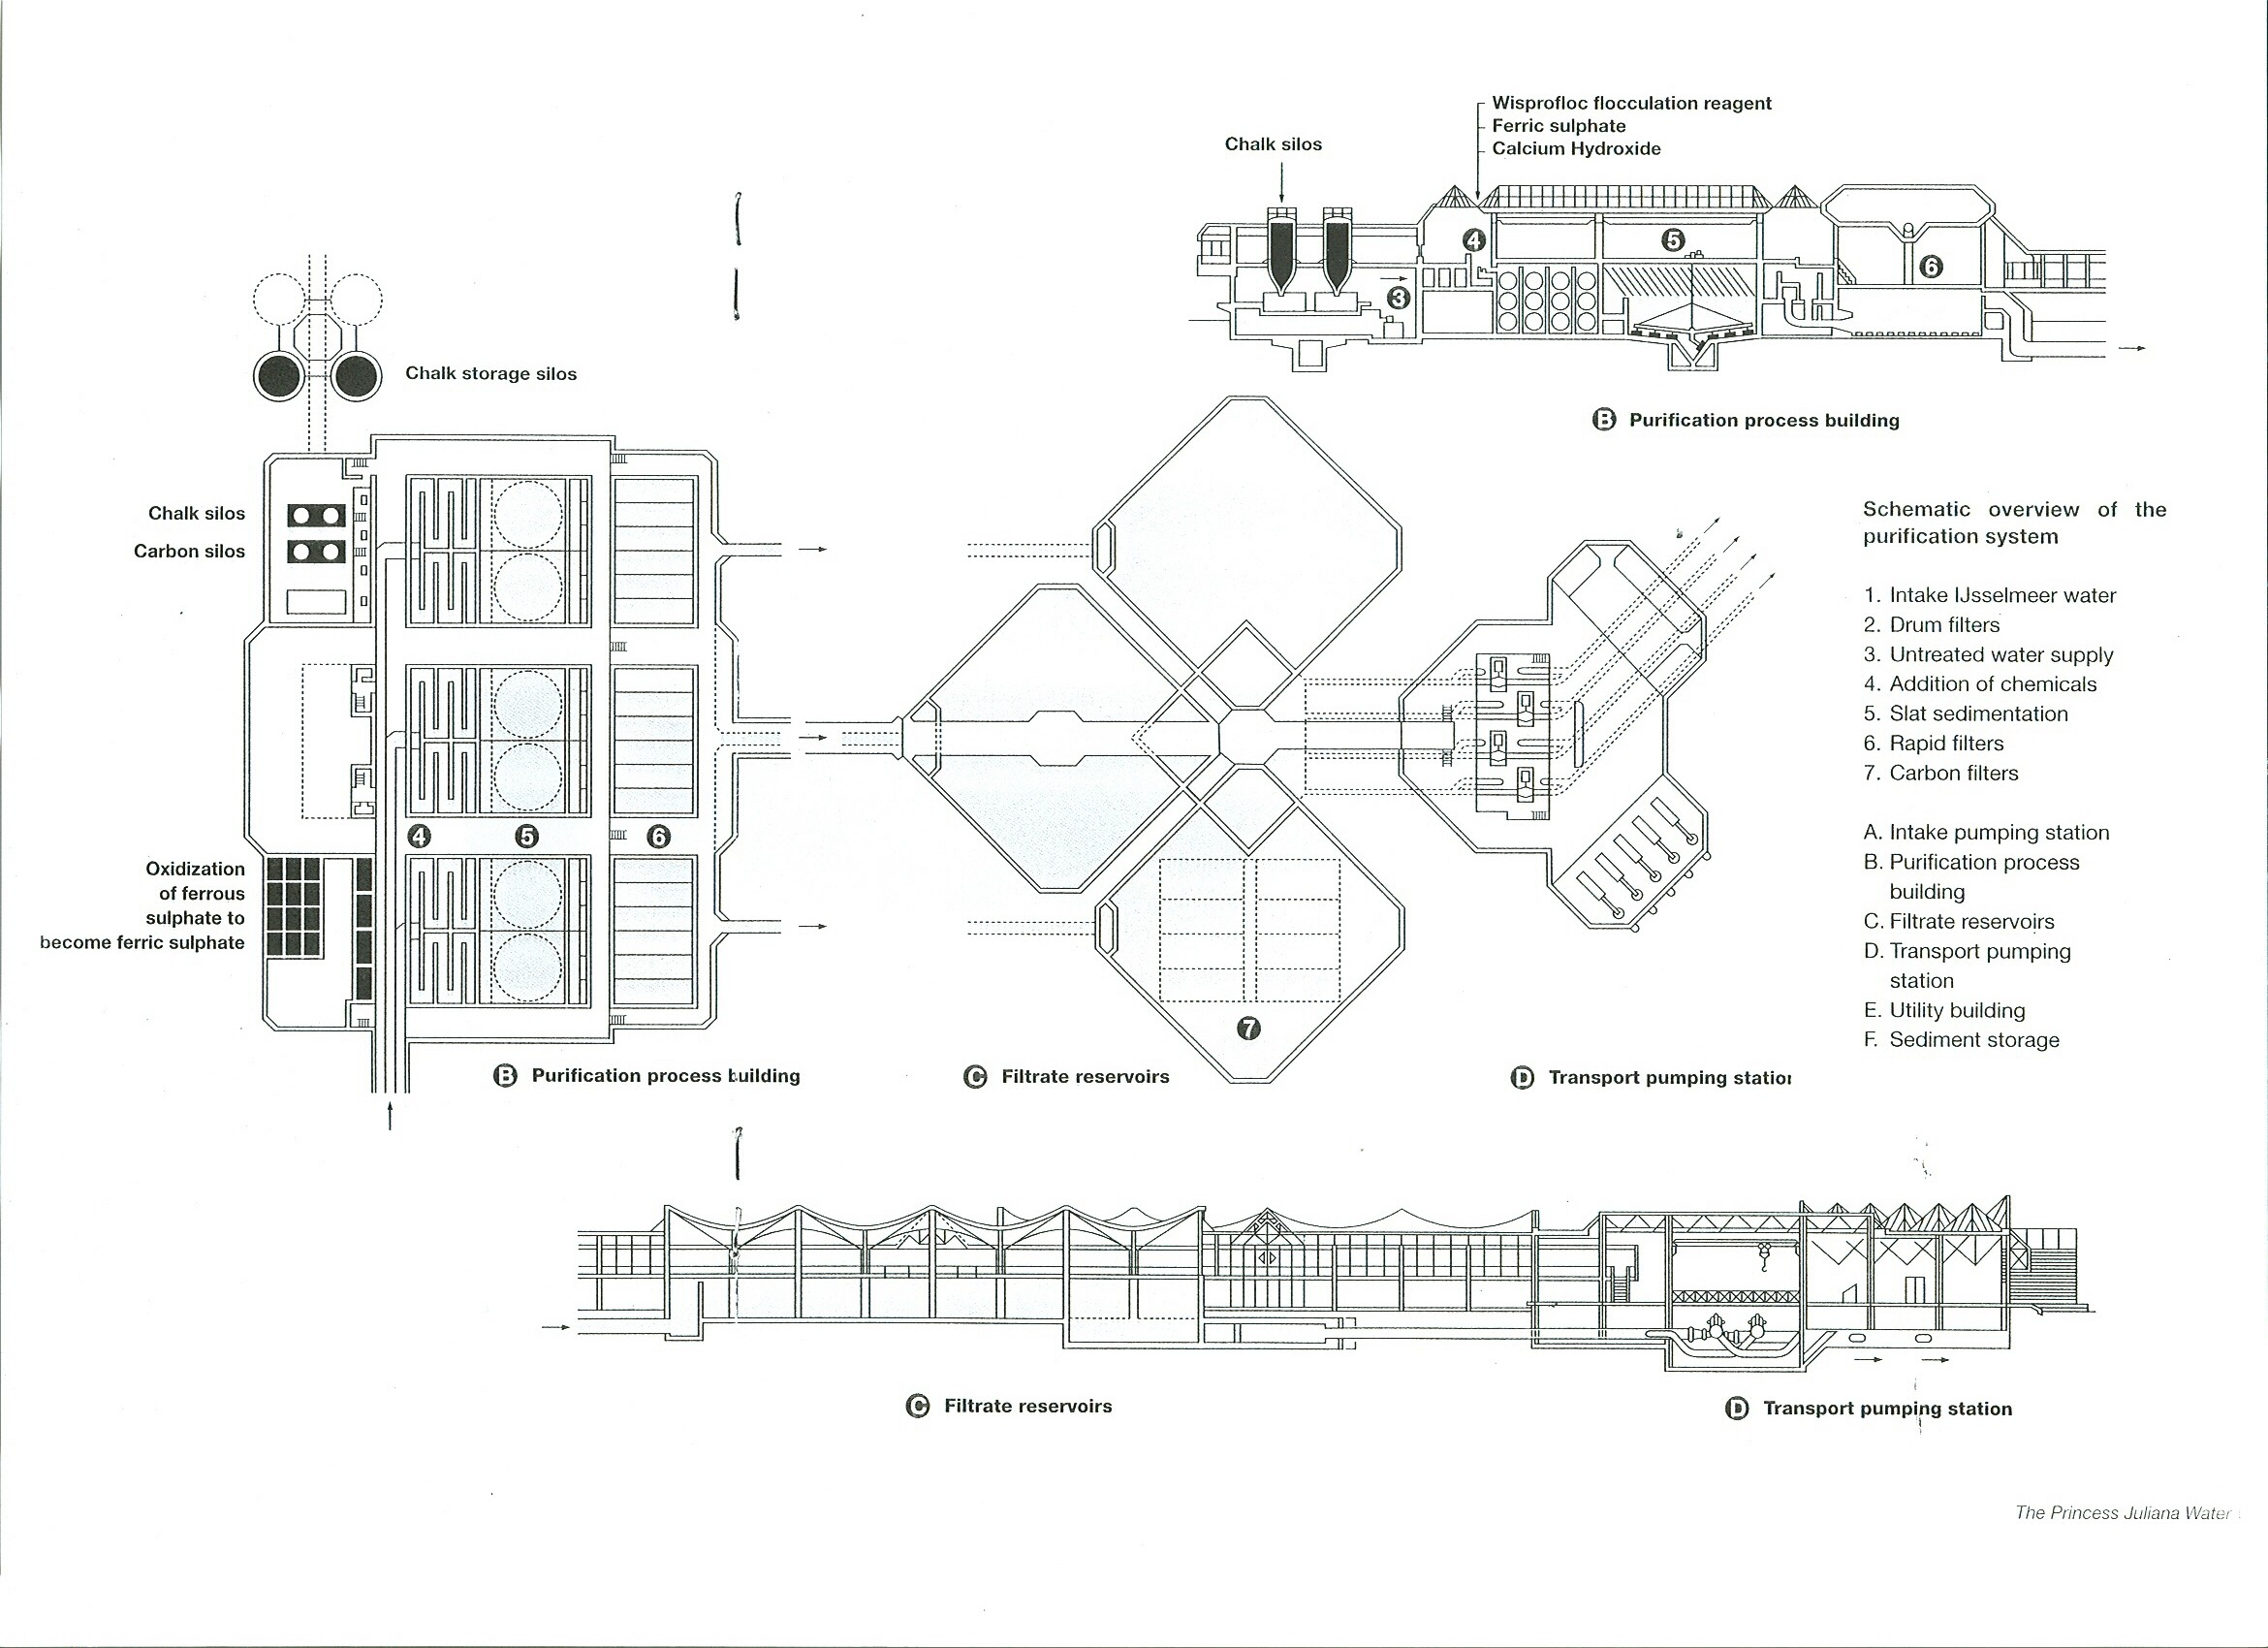 Wisprofloc flocculation reagent
Ferric sulphate
Calcium Hydroxide
Chalk silos
4
5
6
3
B Purification process building
Chalk storage silos
Chalk silos
Carbon silos
Oxidization
of ferrous
sulphate to
become ferric sulphate
4
5
6
7
B Purification process building
C Filtrate reservoirs
D Transport pumping station
Schematic overview of the
purification system
1. Intake IJsselmeer water
2. Drum filters
3. Untreated water supply
4. Addition of chemicals
5. Slat sedimentation
6. Rapid filters
7. Carbon filters
A. Intake pumping station
B. Purification process
building
C. Filtrate reservoirs
D. Transport pumping
station
E. Utility building
F. Sediment storage
C Filtrate reservoirs
D Transport pumping station
The Princess Juliana Water